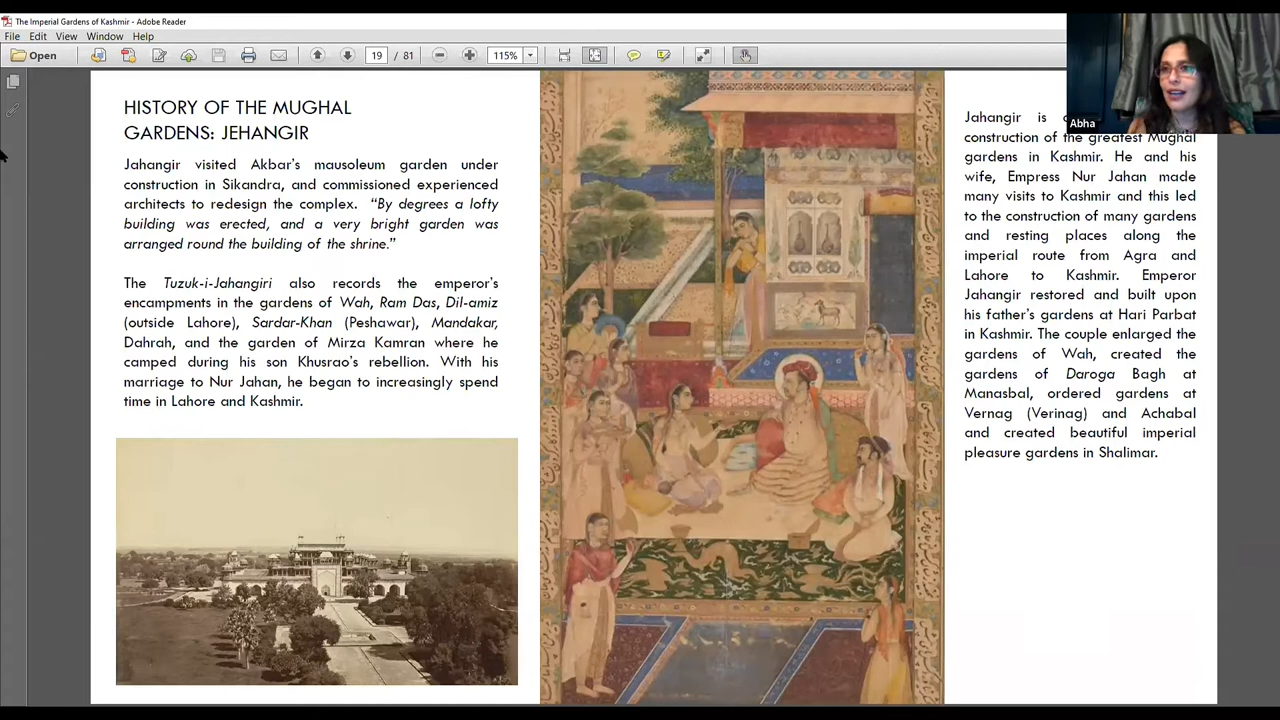 The Imperial Gardens of Kashmir - Adobe Reader
File Edit View Window Help
Open
19 / 81
115%
Abha
HISTORY OF THE MUGHAL
GARDENS: JEHANGIR
Jahangir visited Akbar's mausoleum garden under
construction in Sikandra, and commissioned experienced
architects to redesign the complex. “By degrees a lofty
building was erected, and a very bright garden was
arranged round the building of the shrine.”
The Tuzuk-i-Jahangiri also records the emperor's
encampments in the gardens of Wah, Ram Das, Dil-amiz
(outside Lahore), Sardar-Khan (Peshawar), Mandakar,
Dahrah, and the garden of Mirza Kamran where he
camped during his son Khusrao's rebellion. With his
marriage to Nur Jahan, he began to increasingly spend
time in Lahore and Kashmir.
Jahangir is
construction of the greatest Mughal
gardens in Kashmir. He and his
wife, Empress Nur Jahan made
many visits to Kashmir and this led
to the construction of many gardens
and resting places along the
imperial route from Agra and
Lahore to Kashmir. Emperor
Jahangir restored and built upon
his father's gardens at Hari Parbat
in Kashmir. The couple enlarged the
gardens of Wah, created the
gardens of Daroga Bagh at
Manasbal, ordered gardens at
Vernag (Verinag) and Achabal
and created beautiful imperial
pleasure gardens in Shalimar.